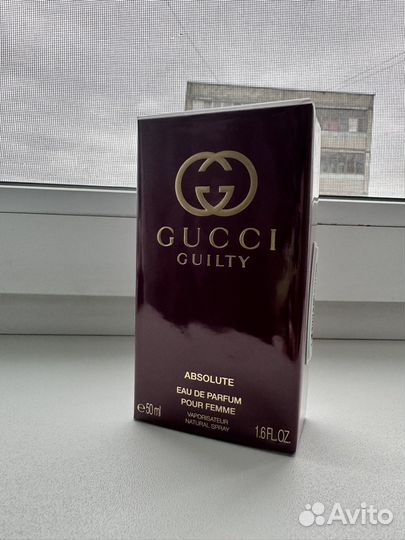 GUCCI
GUILTY
ABSOLUTE
EAU DE PARFUM
POUR FEMME
VAPORISATEUR
NATURAL SPRAY
℮50 ml
1.6 FL.OZ
Avito